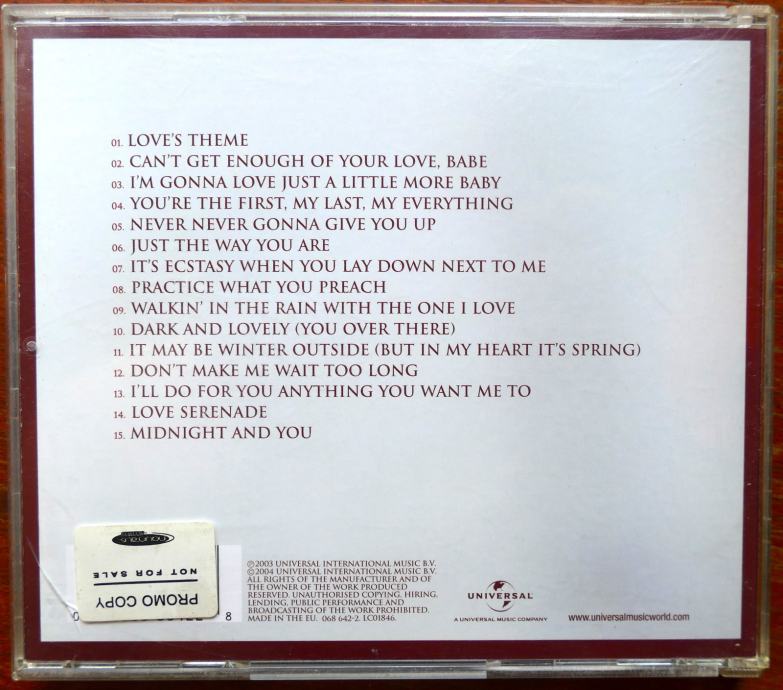 01. LOVE'S THEME
02. CAN'T GET ENOUGH OF YOUR LOVE, BABE
03. I'M GONNA LOVE JUST A LITTLE MORE BABY
04. YOU'RE THE FIRST, MY LAST, MY EVERYTHING
05. NEVER NEVER GONNA GIVE YOU UP
06. JUST THE WAY YOU ARE
07. IT'S ECSTASY WHEN YOU LAY DOWN NEXT TO ME
08. PRACTICE WHAT YOU PREACH
09. WALKIN' IN THE RAIN WITH THE ONE I LOVE
10. DARK AND LOVELY (YOU OVER THERE)
11. IT MAY BE WINTER OUTSIDE (BUT IN MY HEART IT'S SPRING)
12. DON'T MAKE ME WAIT TOO LONG
13. I'LL DO FOR YOU ANYTHING YOU WANT ME TO
14. LOVE SERENADE
15. MIDNIGHT AND YOU
PROMO COPY
NOT FOR SALE
8
℗2003 UNIVERSAL INTERNATIONAL MUSIC B.V.
©2004 UNIVERSAL INTERNATIONAL MUSIC B.V.
ALL RIGHTS OF THE MANUFACTURER AND OF
THE OWNER OF THE WORK PRODUCED
RESERVED. UNAUTHORISED COPYING, HIRING,
LENDING, PUBLIC PERFORMANCE AND
BROADCASTING OF THE WORK PROHIBITED.
MADE IN THE EU. 068 642-2. LC01846.
UNIVERSAL
A UNIVERSAL MUSIC COMPANY
www.universalmusicworld.com